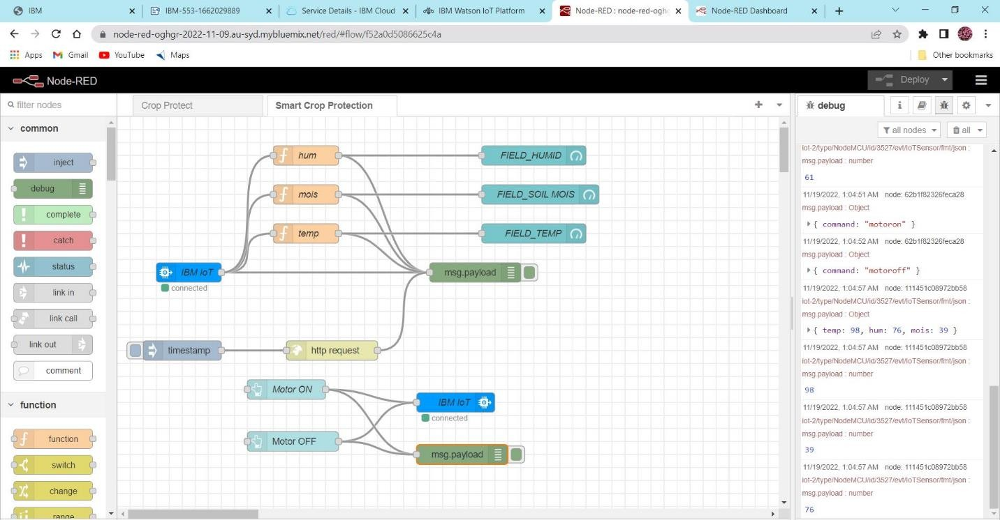 IBM
IBM-553-1662029889
Service Details - IBM Cloud
IBM Watson IoT Platform
Node-RED : node-red-oghg
Node-RED Dashboard
node-red-oghgr-2022-11-09.au-syd.mybluemix.net/red/#flow/f52a0d5086625c4a
Apps
Gmail
YouTube
Maps
Other bookmarks
Node-RED
Deploy
filter nodes
common
inject
debug
complete
catch
status
link in
link call
link out
comment
function
function
switch
change
range
Crop Protect
Smart Crop Protection
hum
FIELD_HUMID
mois
FIELD_SOIL MOIS
temp
FIELD_TEMP
IBM IoT
connected
msg.payload
timestamp
http request
Motor ON
IBM IoT
connected
Motor OFF
msg.payload
debug
all nodes
all
iot-2/type/NodeMCU/id/3527/evt/IoTSensor/fmt/json :
msg.payload : number
61
11/19/2022, 1:04:51 AM node: 62b1f82326feca28
msg.payload : Object
{ command: "motoron" }
11/19/2022, 1:04:52 AM node: 62b1f82326feca28
msg.payload : Object
{ command: "motoroff" }
11/19/2022, 1:04:57 AM node: 111451c08972bb58
iot-2/type/NodeMCU/id/3527/evt/IoTSensor/fmt/json :
msg.payload : Object
{ temp: 98, hum: 76, mois: 39 }
11/19/2022, 1:04:57 AM node: 111451c08972bb58
iot-2/type/NodeMCU/id/3527/evt/IoTSensor/fmt/json :
msg.payload : number
98
11/19/2022, 1:04:57 AM node: 111451c08972bb58
iot-2/type/NodeMCU/id/3527/evt/IoTSensor/fmt/json :
msg.payload : number
39
11/19/2022, 1:04:57 AM node: 111451c08972bb58
iot-2/type/NodeMCU/id/3527/evt/IoTSensor/fmt/json :
msg.payload : number
76